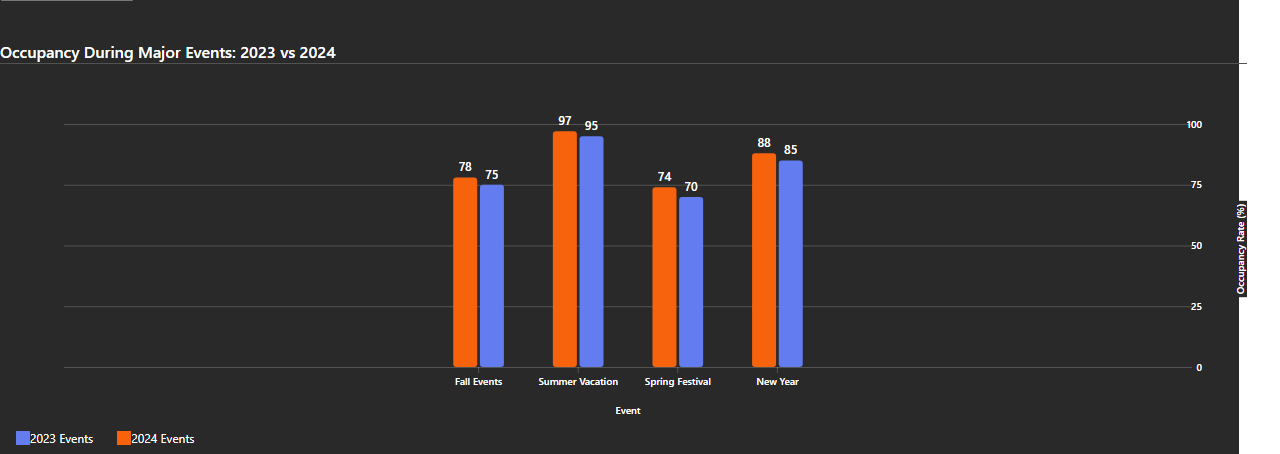 Occupancy During Major Events: 2023 vs 2024
97 95
88 85
78 75
74 70
100
75
50
25
0
Occupancy Rate (%)
Fall Events Summer Vacation Spring Festival New Year
Event
2023 Events 2024 Events